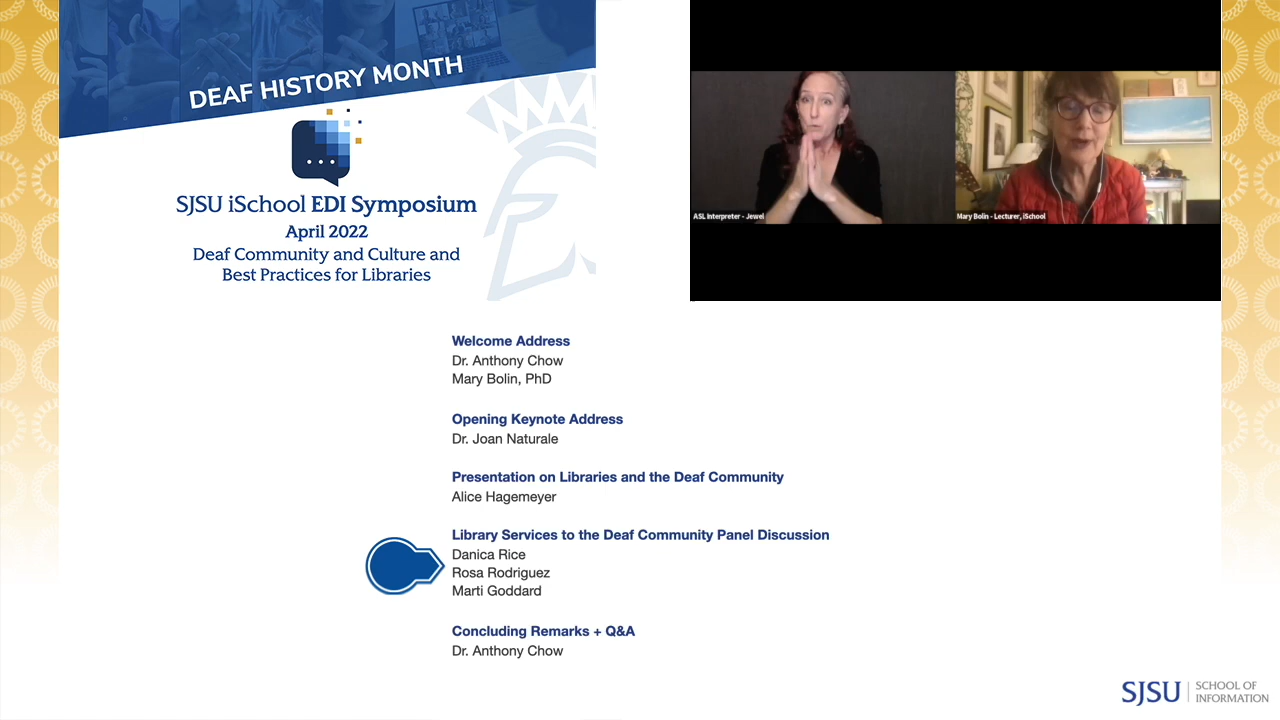 DEAF HISTORY MONTH
SJSU iSchool EDI Symposium
April 2022
Deaf Community and Culture and
Best Practices for Libraries
ASL Interpreter - Jewel
Mary Bolin - Lecturer, iSchool
Welcome Address
Dr. Anthony Chow
Mary Bolin, PhD
Opening Keynote Address
Dr. Joan Naturale
Presentation on Libraries and the Deaf Community
Alice Hagemeyer
Library Services to the Deaf Community Panel Discussion
Danica Rice
Rosa Rodriguez
Marti Goddard
Concluding Remarks + Q&A
Dr. Anthony Chow
SJSU
SCHOOL OF
INFORMATION